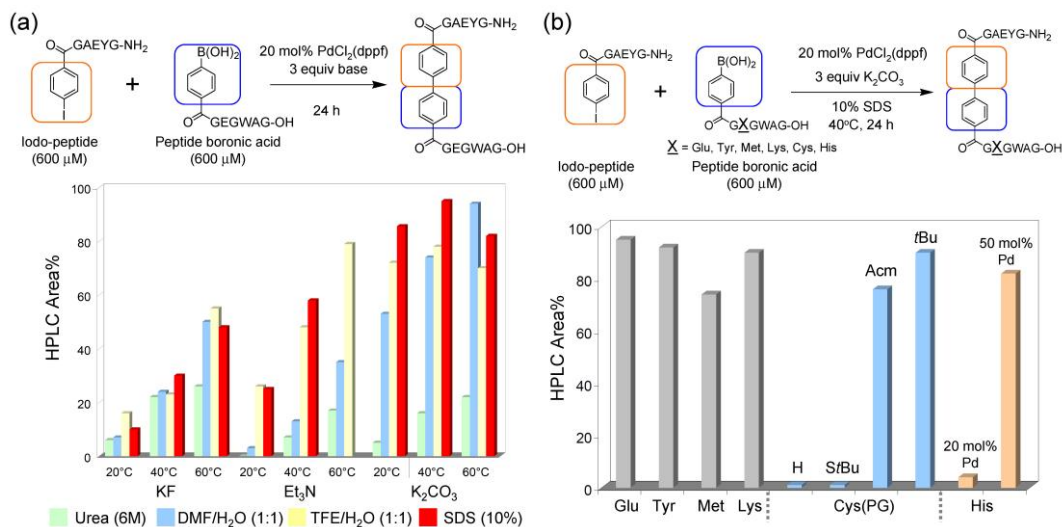 (a)
GAEYG-NH2
O
I
Iodo-peptide
(600 μM)
+
B(OH)2
O
GEGWAG-OH
Peptide boronic acid
(600 μM)
20 mol% PdCl2(dppf)
3 equiv base
24 h
O
GAEYG-NH2
O
GEGWAG-OH
HPLC Area%
100
80
60
40
20
0
20°C 40°C 60°C 20°C 40°C 60°C 20°C 40°C 60°C
KF Et3N K2CO3
Urea (6M) DMF/H2O (1:1) TFE/H2O (1:1) SDS (10%)
(b)
GAEYG-NH2
O
I
Iodo-peptide
(600 μM)
+
B(OH)2
O
GXGWAG-OH
X = Glu, Tyr, Met, Lys, Cys, His
Peptide boronic acid
(600 μM)
20 mol% PdCl2(dppf)
3 equiv K2CO3
10% SDS
40°C, 24 h
O
GAEYG-NH2
O
GXGWAG-OH
HPLC Area%
100
80
60
40
20
0
H
StBu
Acm
tBu
20 mol%
Pd
50 mol%
Pd
Glu Tyr Met Lys Cys(PG) His